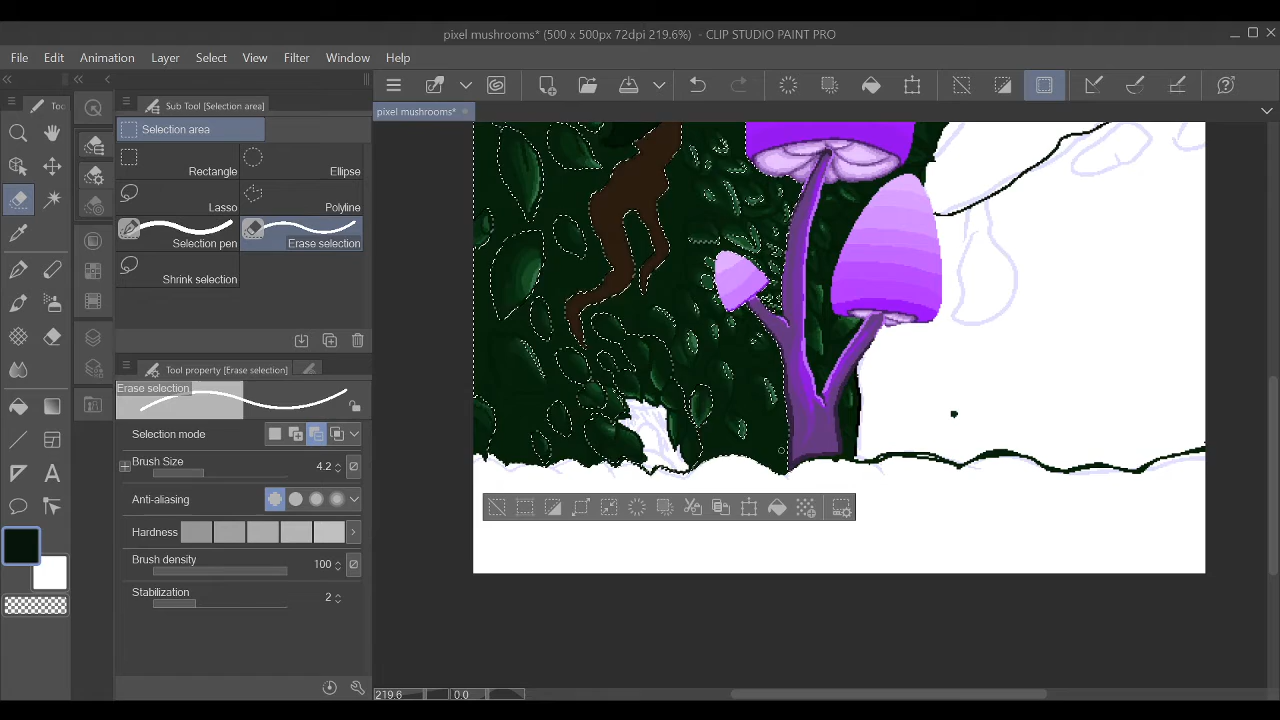 pixel mushrooms* (500 x 500px 72dpi 219.6%) - CLIP STUDIO PAINT PRO
File Edit Animation Layer Select View Filter Window Help
Toc Sub Tool [Selection area] pixel mushrooms*
Selection area
Rectangle Ellipse
Lasso Polyline
Selection pen Erase selection
Shrink selection
Tool property [Erase selection]
Erase selection
Selection mode
Brush Size 4.2
Anti-aliasing
Hardness
Brush density 100
Stabilization 2
219.6 0.0